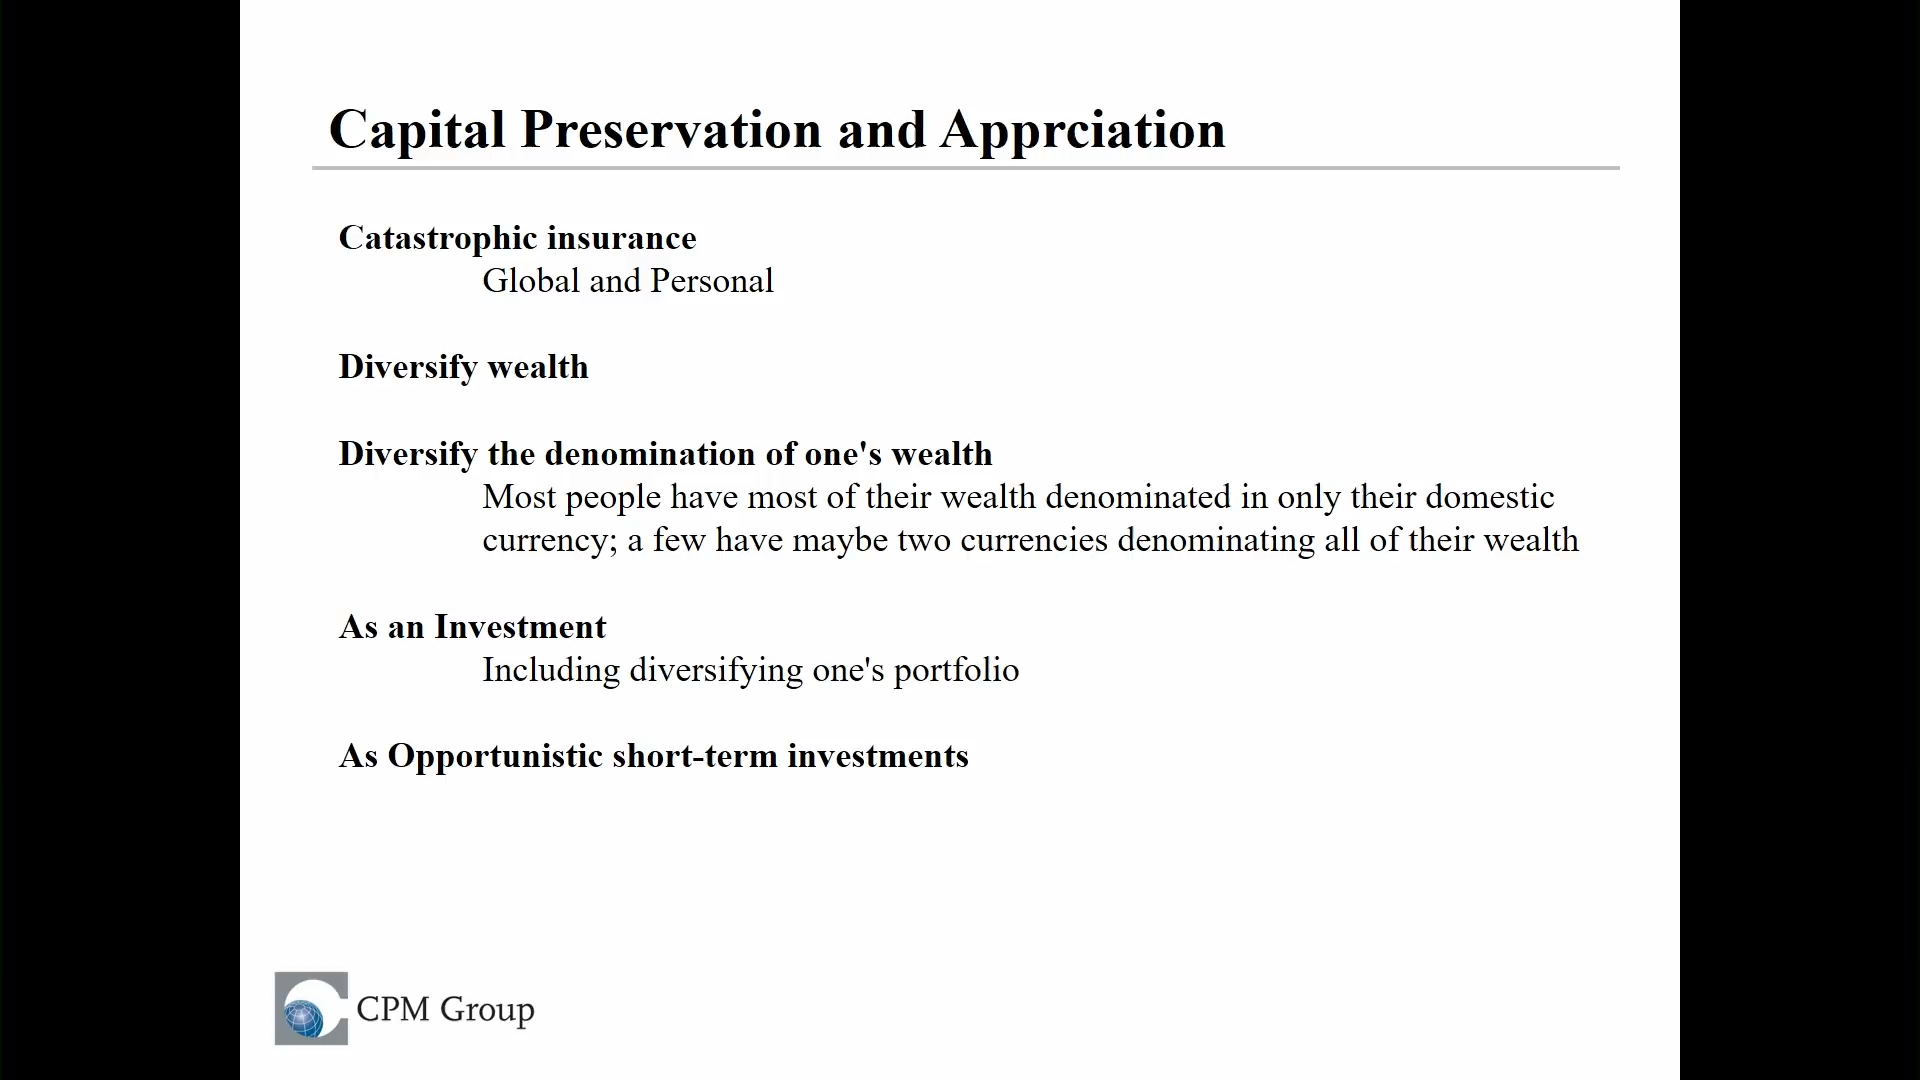 Capital Preservation and Apprciation
Catastrophic insurance
Global and Personal
Diversify wealth
Diversify the denomination of one's wealth
Most people have most of their wealth denominated in only their domestic
currency; a few have maybe two currencies denominating all of their wealth
As an Investment
Including diversifying one's portfolio
As Opportunistic short-term investments
CPM Group